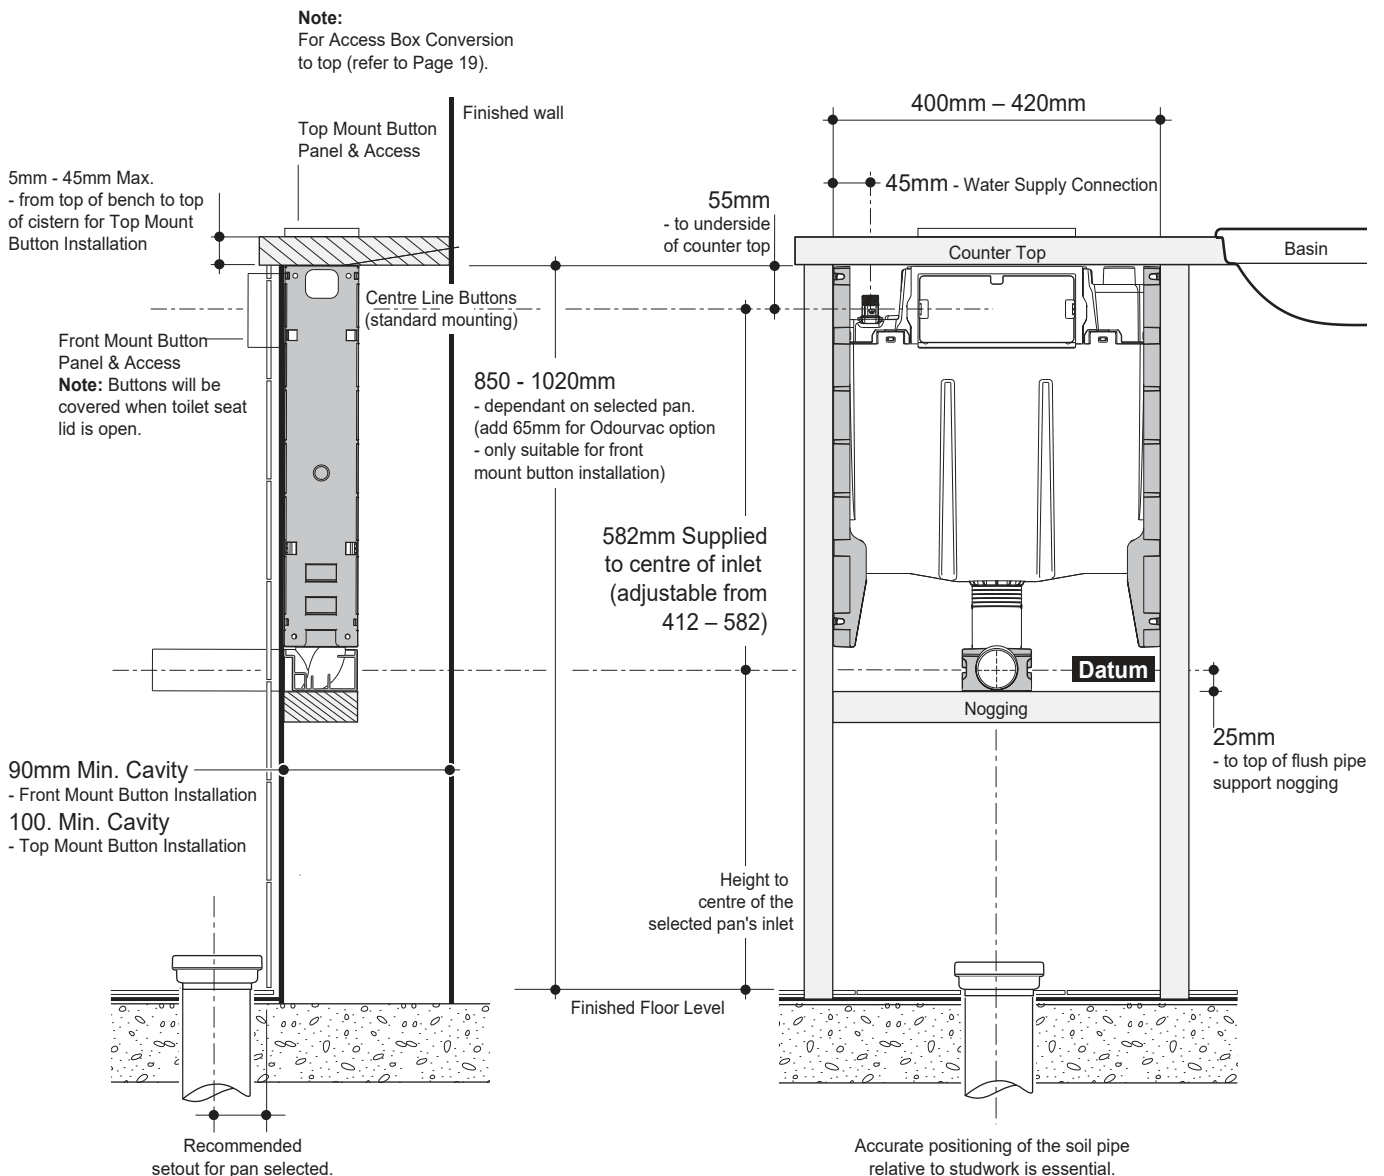 Note:
For Access Box Conversion
to top (refer to Page 19).
Finished wall
Top Mount Button
Panel & Access
5mm - 45mm Max.
- from top of bench to top
of cistern for Top Mount
Button Installation
Centre Line Buttons
(standard mounting)
Front Mount Button
Panel & Access
Note: Buttons will be
covered when toilet seat
lid is open.
850 - 1020mm
- dependant on selected pan.
(add 65mm for Odourvac option
- only suitable for front
mount button installation)
90mm Min. Cavity
- Front Mount Button Installation
100. Min. Cavity
- Top Mount Button Installation
Recommended
setout for pan selected.
400mm – 420mm
45mm - Water Supply Connection
55mm
- to underside
of counter top
Counter Top
Basin
582mm Supplied
to centre of inlet
(adjustable from
412 – 582)
Datum
Nogging
25mm
- to top of flush pipe
support nogging
Height to
centre of the
selected pan's inlet
Finished Floor Level
Accurate positioning of the soil pipe
relative to studwork is essential.